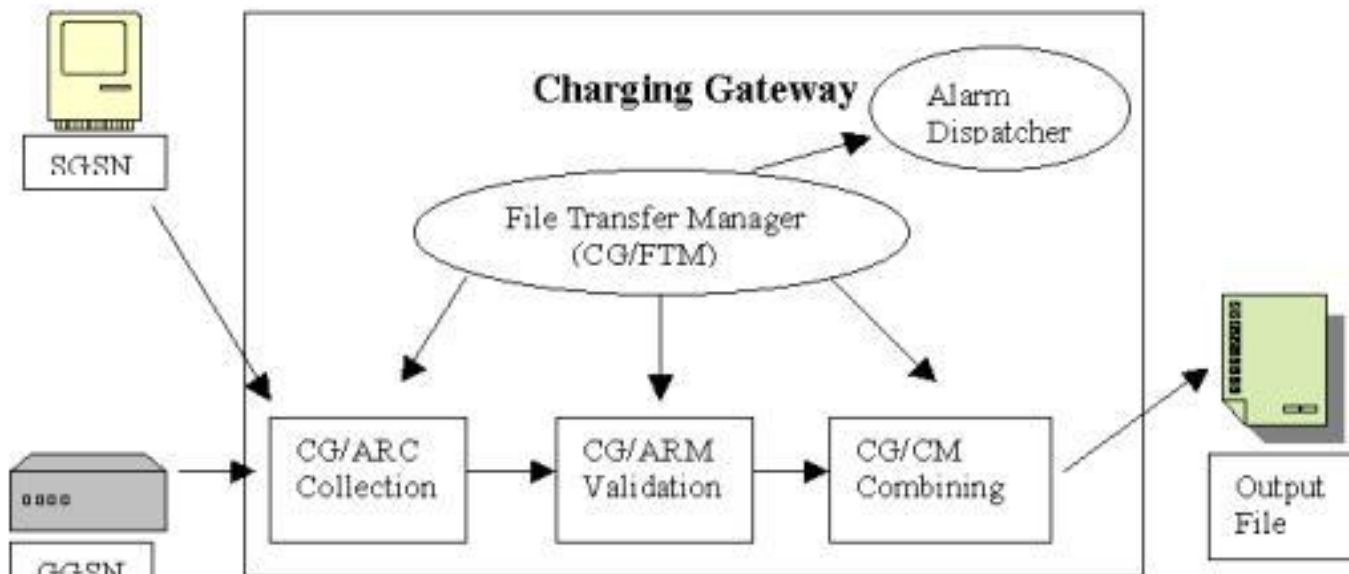 Charging Gateway
Alarm
Dispatcher
SGSN
File Transfer Manager
(CG/FTM)
CG/ARC
Collection
CG/ARM
Validation
CG/CM
Combining
Output
File
GGSN